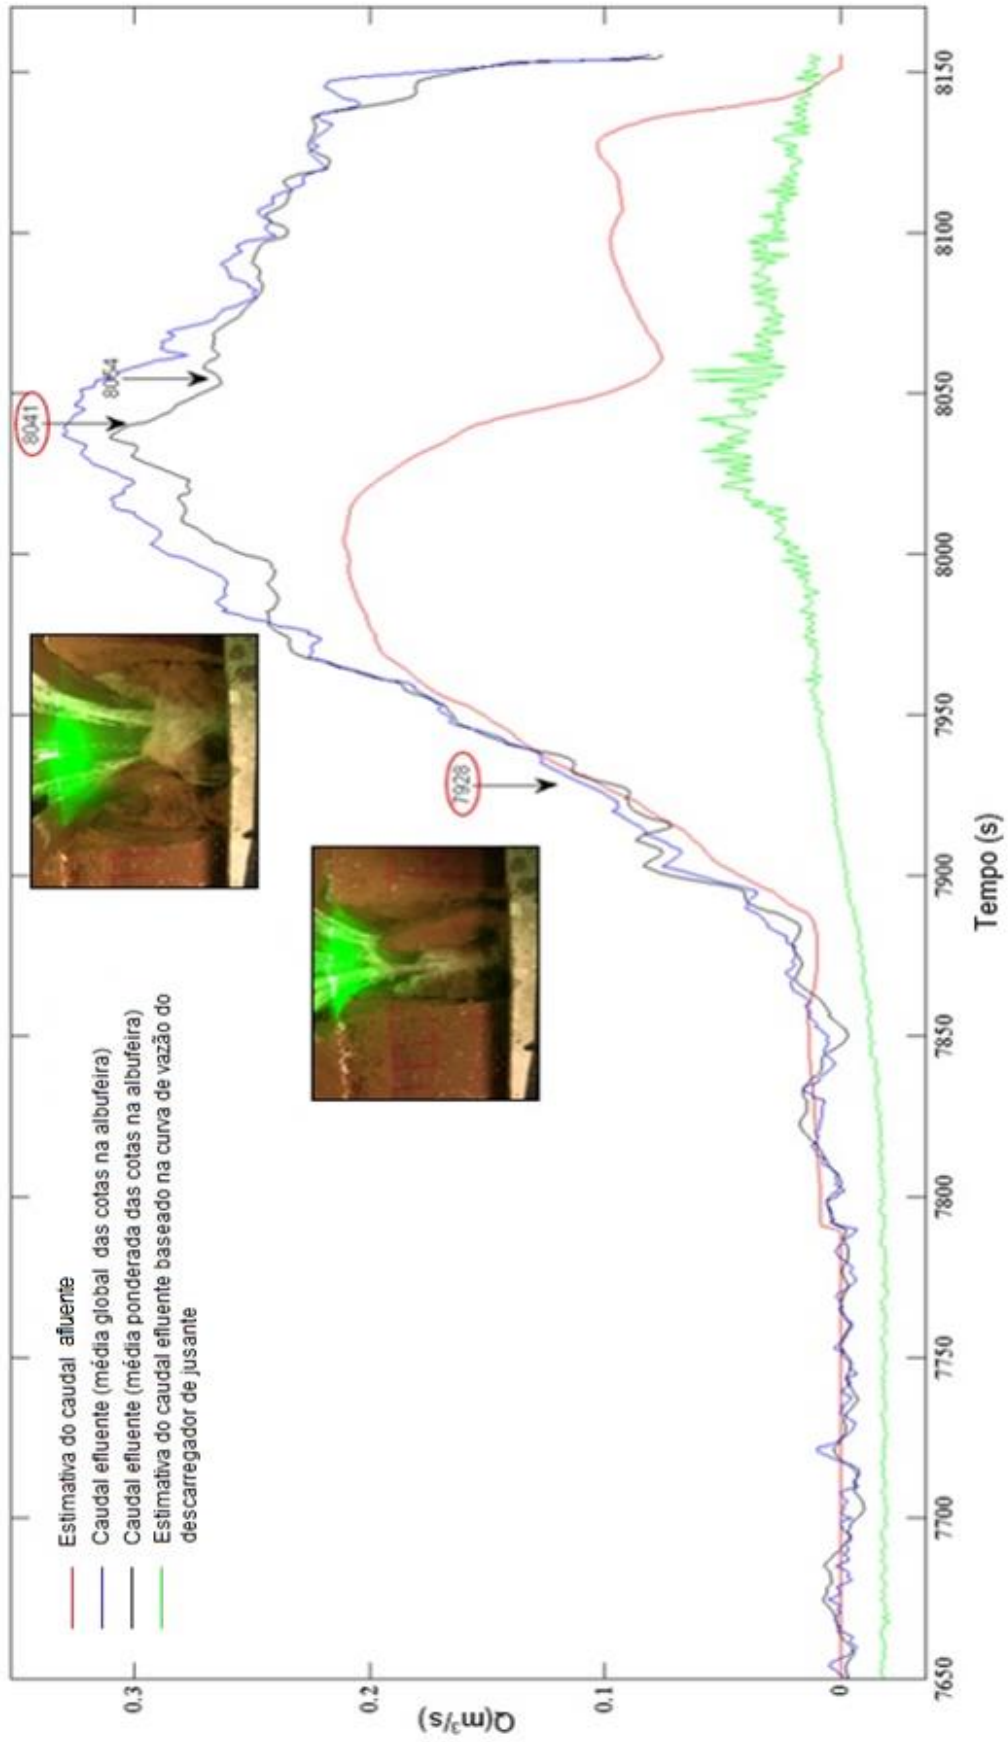 Estimativa do caudal afluente
Caudal efluente (média global das cotas na albufeira)
Caudal efluente (média ponderada das cotas na albufeira)
Estimativa do caudal efluente baseado na curva de vazão do
descarregador de jusante
8041
8054
7928
Q(m³/s)
0.3
0.2
0.1
0
7650
7700
7750
7800
7850
7900
7950
8000
8050
8100
8150
Tempo (s)